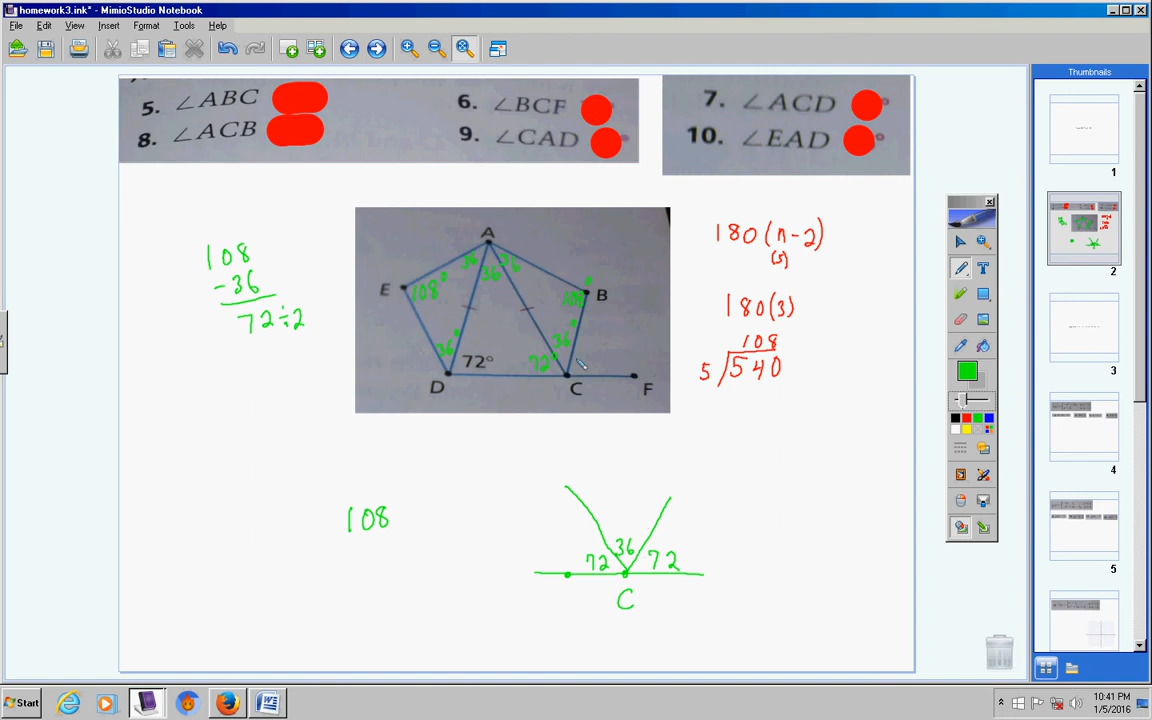 homework3.ink* - MimioStudio Notebook
File Edit View Insert Format Tools Help
Thumbnails
5. ∠ABC
6. ∠BCF °
7. ∠ACD °
8. ∠ACB
9. ∠CAD °
10. ∠EAD °
108
-36
72÷2
A
36 36 36
E 108°
108° B
36°
36°
72°
72°
D C F
180(n-2)
(5)
180(3)
108
5 540
108
72 36 72
C
1
2
3
4
5
Start
10:41 PM
1/5/2016